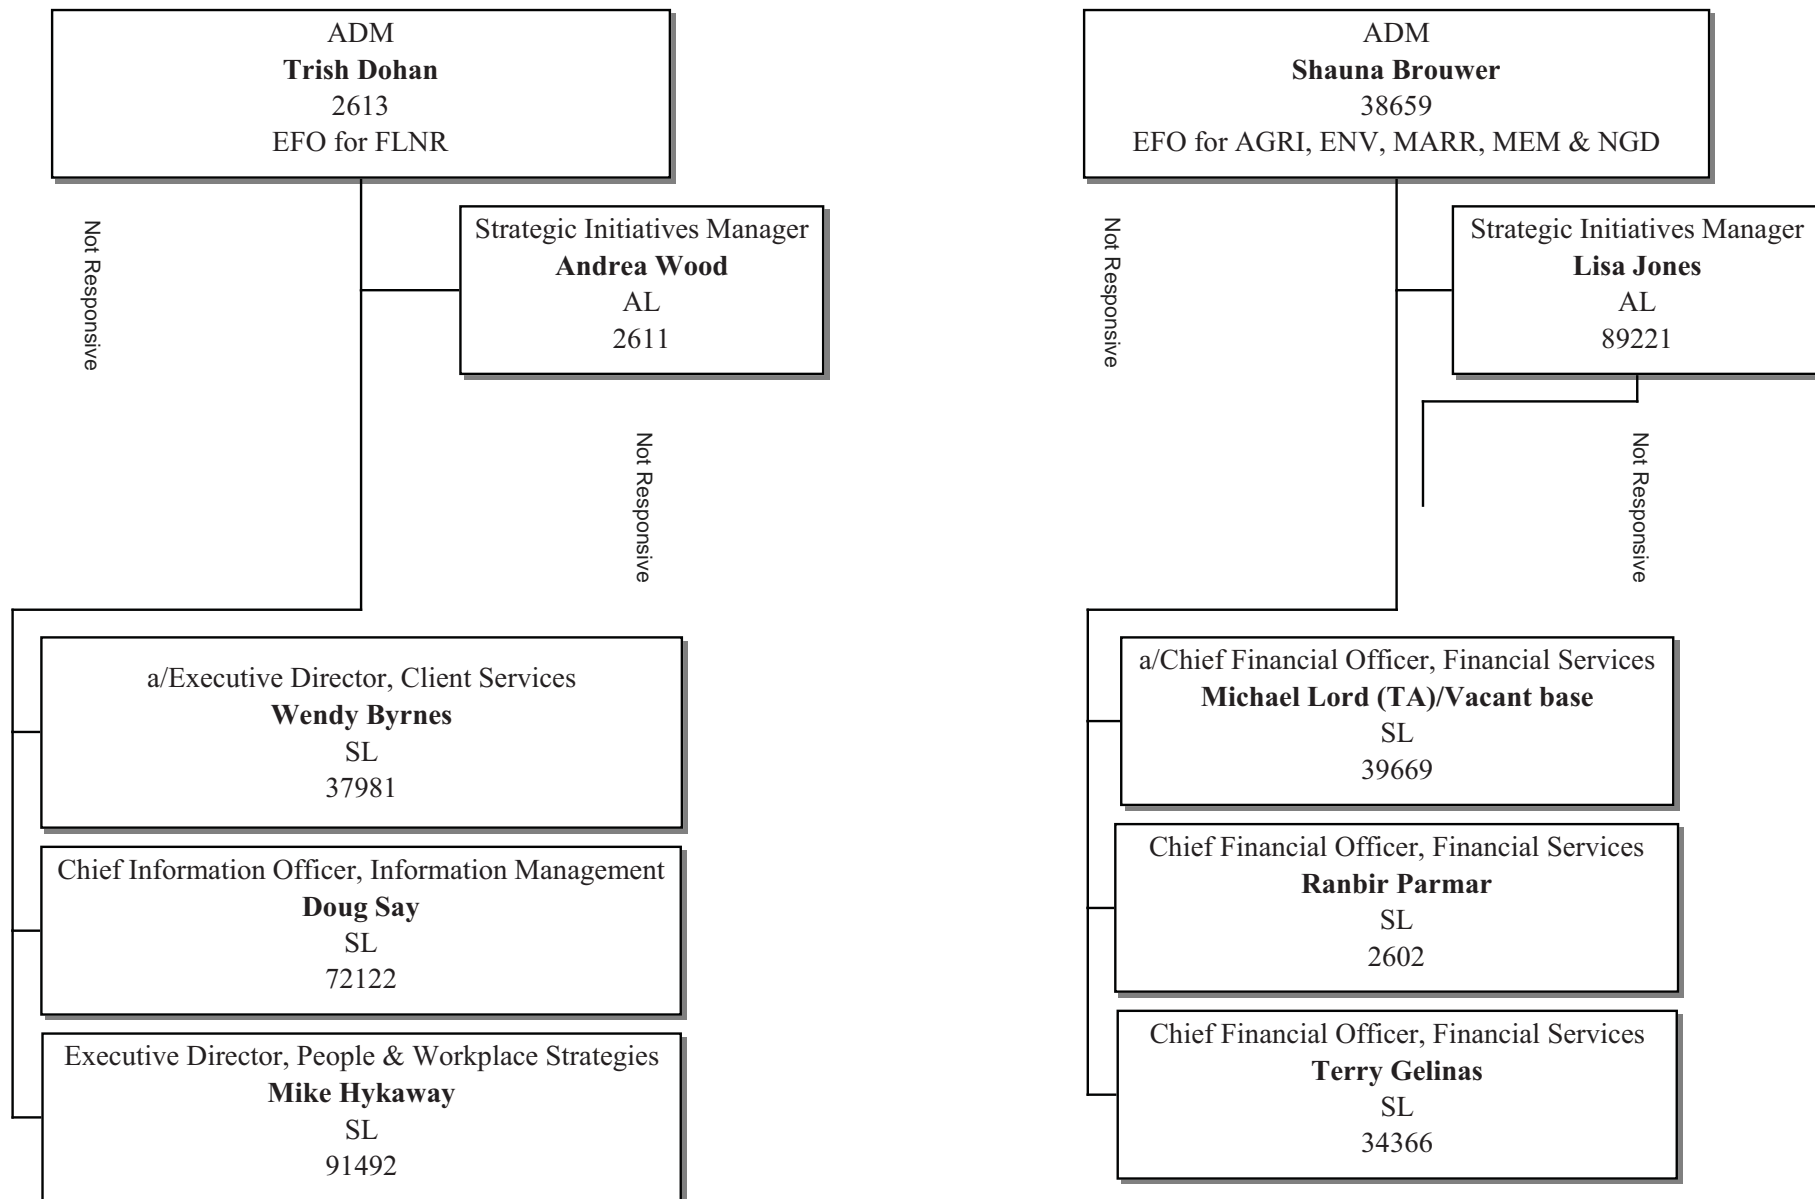 ADM
Trish Dohan
2613
EFO for FLNR
Not Responsive
Strategic Initiatives Manager
Andrea Wood
AL
2611
Not Responsive
a/Executive Director, Client Services
Wendy Byrnes
SL
37981
Chief Information Officer, Information Management
Doug Say
SL
72122
Executive Director, People & Workplace Strategies
Mike Hykaway
SL
91492
ADM
Shauna Brouwer
38659
EFO for AGRI, ENV, MARR, MEM & NGD
Not Responsive
Strategic Initiatives Manager
Lisa Jones
AL
89221
Not Responsive
a/Chief Financial Officer, Financial Services
Michael Lord (TA)/Vacant base
SL
39669
Chief Financial Officer, Financial Services
Ranbir Parmar
SL
2602
Chief Financial Officer, Financial Services
Terry Gelinas
SL
34366